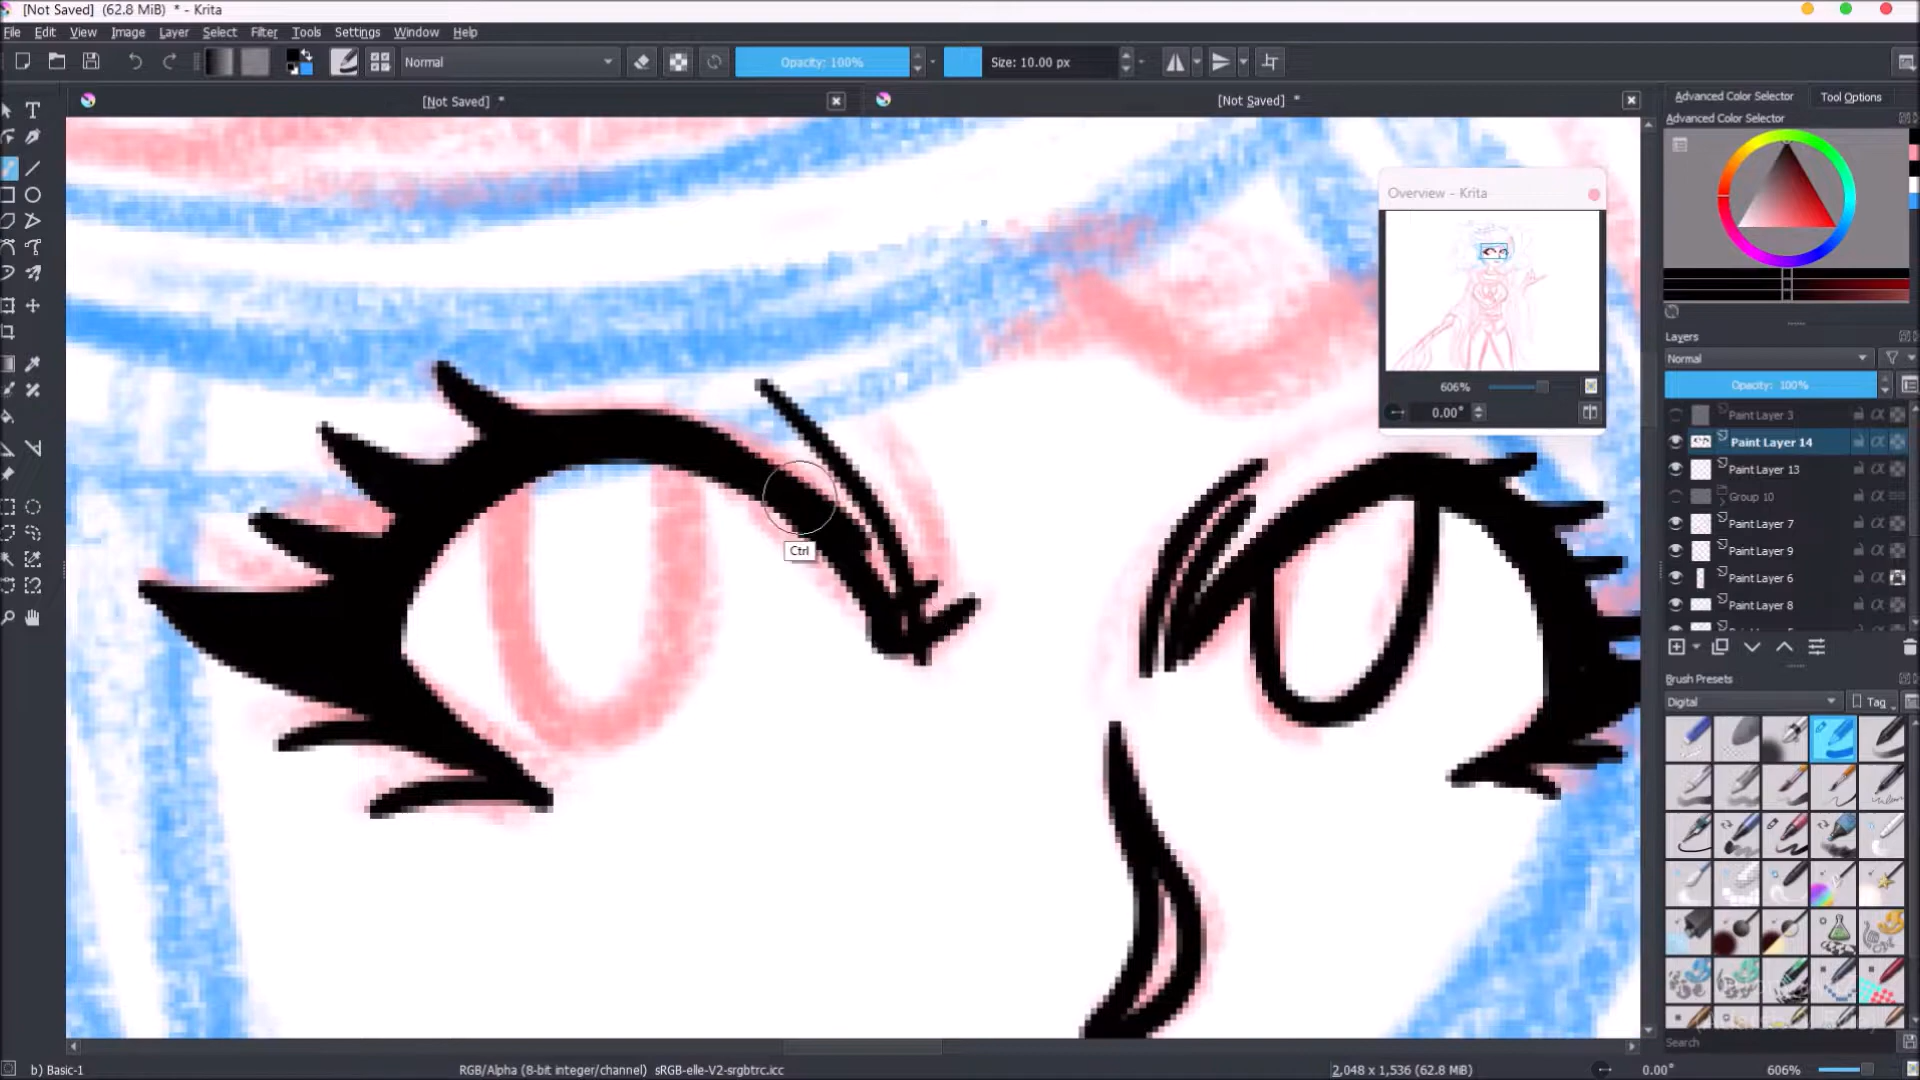 [Not Saved] (62.8 MiB) * - Krita
File Edit View Image Layer Select Filter Tools Settings Window Help
Normal Opacity: 100% Size: 10.00 px
[Not Saved] * [Not Saved] *
Advanced Color Selector Tool Options
Advanced Color Selector
Overview - Krita
606%
0.00°
Layers
Normal
Opacity: 100%
Paint Layer 3
Paint Layer 14
Paint Layer 13
Group 10
Paint Layer 7
Paint Layer 9
Paint Layer 6
Paint Layer 8
Ctrl
Brush Presets
Digital Tag
Search
b) Basic-1 RGB/Alpha (8-bit integer/channel) sRGB-elle-V2-srgbtrc.icc 2,048 x 1,536 (62.8 MiB) 0.00° 606%